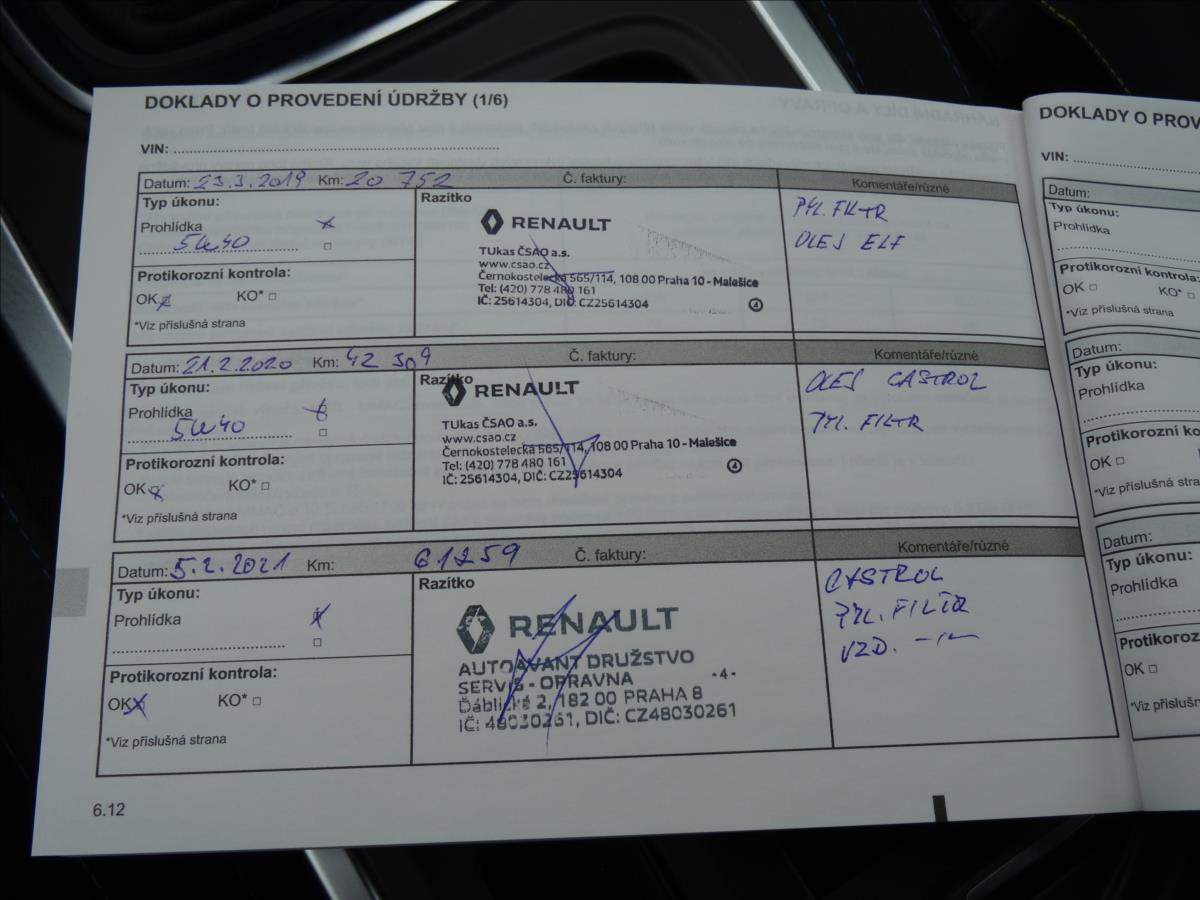 DOKLADY O PROVEDENÍ ÚDRŽBY (1/6)
VIN:
Datum: 23.3.2019 Km: 20 752 Č. faktury: Komentáře/různé
Typ úkonu:
Prohlídka
5W40
Protikorozní kontrola:
OK KO*
*Viz příslušná strana
Razítko
RENAULT
TUkas ČSAO a.s.
www.csao.cz
Černokostelecká 565/114, 108 00 Praha 10 - Malešice
Tel: (420) 778 480 161
IČ: 25614304, DIČ: CZ25614304
4
PYL. FILTR
OLEJ ELF
Datum: 21.2.2020 Km: 42 309 Č. faktury: Komentáře/různé
Typ úkonu:
Prohlídka
5W40
Protikorozní kontrola:
OK KO*
*Viz příslušná strana
Razítko
RENAULT
TUkas ČSAO a.s.
www.csao.cz
Černokostelecká 565/114, 108 00 Praha 10 - Malešice
Tel: (420) 778 480 161
IČ: 25614304, DIČ: CZ25614304
4
OLEJ CASTROL
PYL. FILTR
Datum: 5.2.2021 Km: 61259 Č. faktury: Komentáře/různé
Typ úkonu:
Prohlídka
Protikorozní kontrola:
OK KO*
*Viz příslušná strana
Razítko
RENAULT
AUTOAVANT DRUŽSTVO
SERVIS - OPRAVNA -4-
Ďáblická 2, 182 00 PRAHA 8
IČ: 48030261, DIČ: CZ48030261
CASTROL
PYL. FILTR
VZD.
6.12
DOKLADY O PROV
VIN:
Datum:
Typ úkonu:
Prohlídka
Protikorozní kontrola:
OK KO*
*Viz příslušná strana
Datum:
Typ úkonu:
Prohlídka
Protikorozní ko
OK
*Viz příslušná stra
Datum:
Typ úkonu:
Prohlídka
Protikorozní
OK
*Viz příslušn